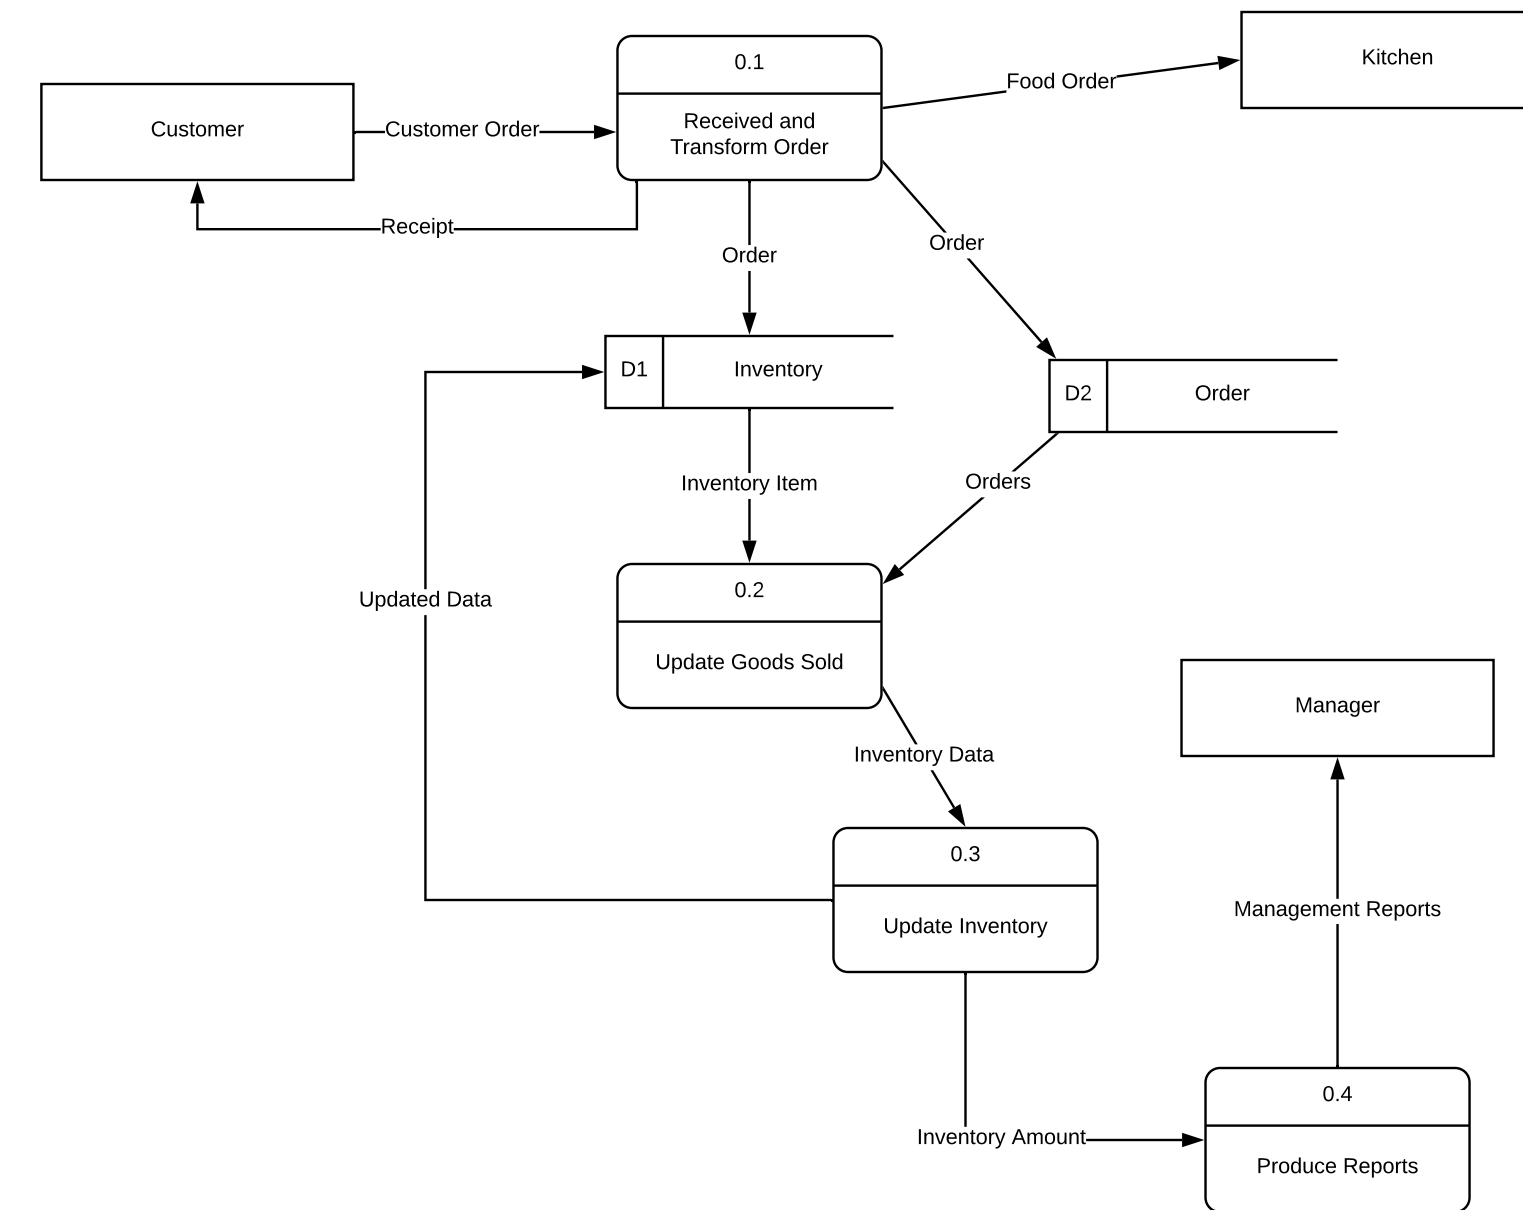 0.1
Kitchen
Food Order
Customer
Customer Order
Received and
Transform Order
Receipt
Order
Order
D1
Inventory
D2
Order
Inventory Item
Orders
0.2
Updated Data
Update Goods Sold
Manager
Inventory Data
0.3
Management Reports
Update Inventory
0.4
Inventory Amount
Produce Reports